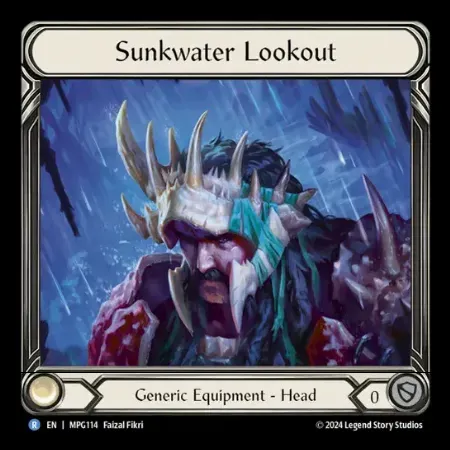 Sunkwater Lookout
Generic Equipment - Head
0
R EN | MPG114 Faizal Fikri
© 2024 Legend Story Studios